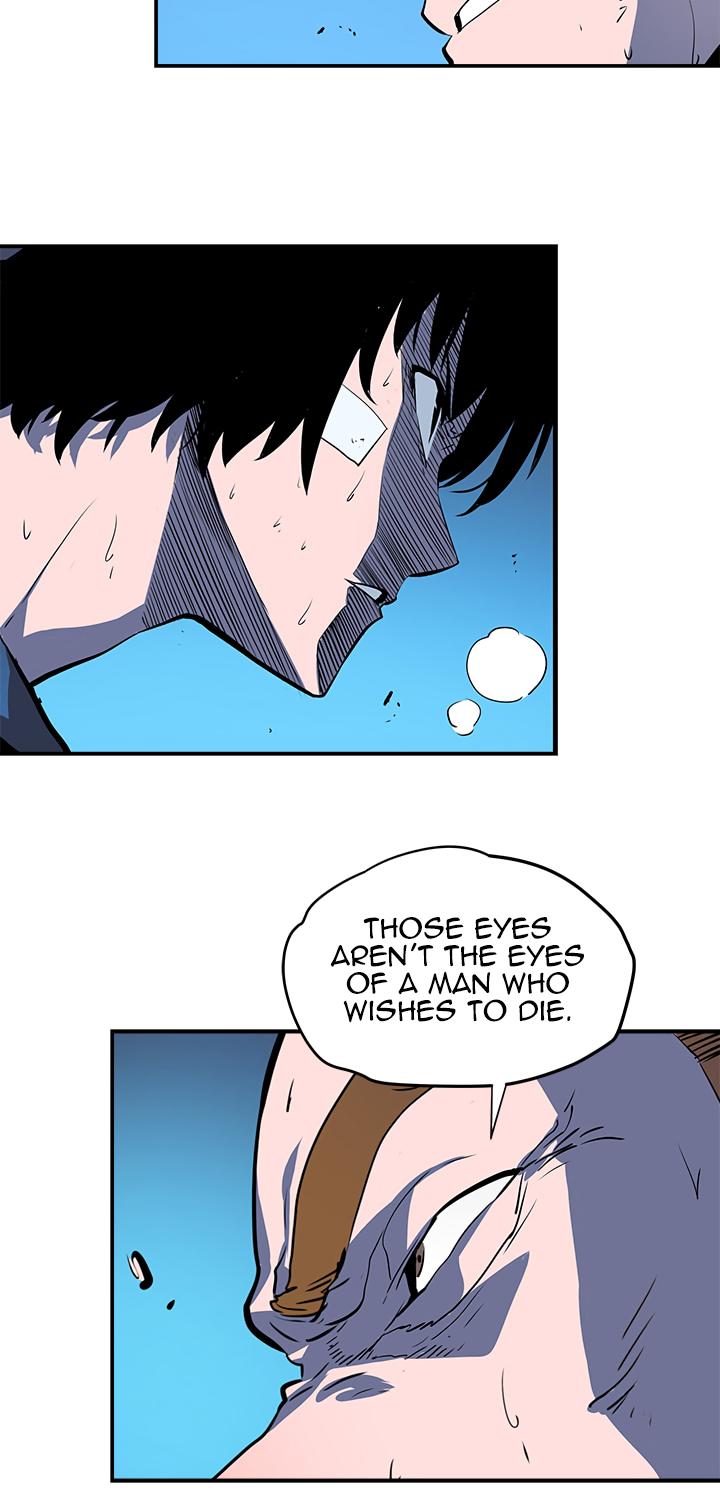 THOSE EYES
AREN'T THE EYES
OF A MAN WHO
WISHES TO DIE.